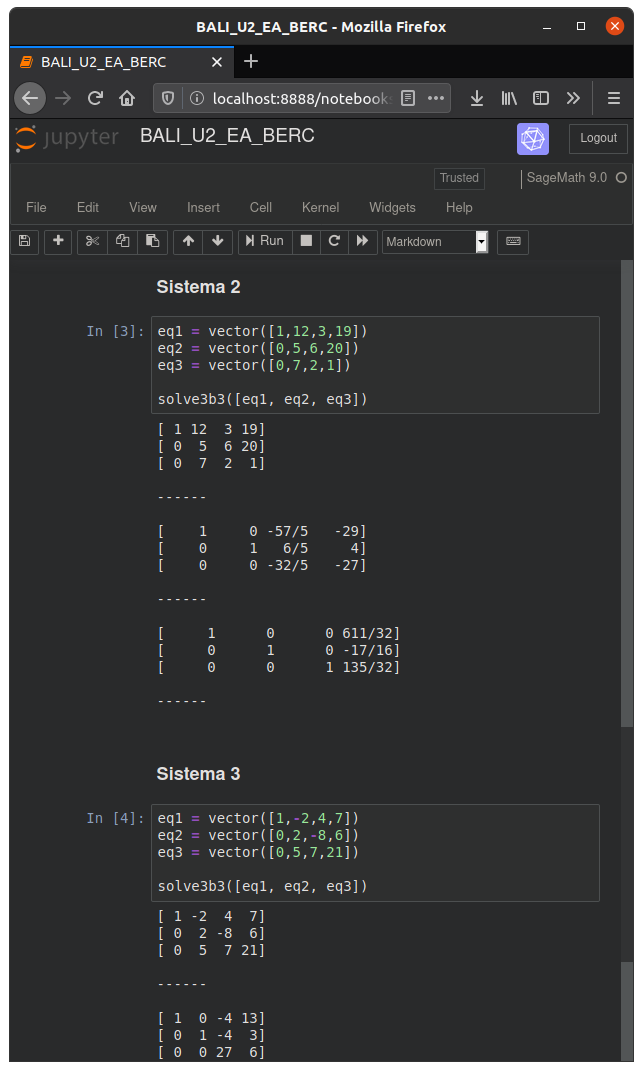 BALI_U2_EA_BERC - Mozilla Firefox
BALI_U2_EA_BERC
localhost:8888/notebook
jupyter BALI_U2_EA_BERC Logout
Trusted SageMath 9.0
File Edit View Insert Cell Kernel Widgets Help
Run Markdown
Sistema 2
In [3]: eq1 = vector([1,12,3,19])
eq2 = vector([0,5,6,20])
eq3 = vector([0,7,2,1])
solve3b3([eq1, eq2, eq3])
[ 1 12  3 19]
[ 0  5  6 20]
[ 0  7  2  1]
------
[    1     0 -57/5   -29]
[    0     1   6/5     4]
[    0     0 -32/5   -27]
------
[     1      0      0 611/32]
[     0      1      0 -17/16]
[     0      0      1 135/32]
------
Sistema 3
In [4]: eq1 = vector([1,-2,4,7])
eq2 = vector([0,2,-8,6])
eq3 = vector([0,5,7,21])
solve3b3([eq1, eq2, eq3])
[ 1 -2  4  7]
[ 0  2 -8  6]
[ 0  5  7 21]
------
[ 1  0 -4 13]
[ 0  1 -4  3]
[ 0  0 27  6]